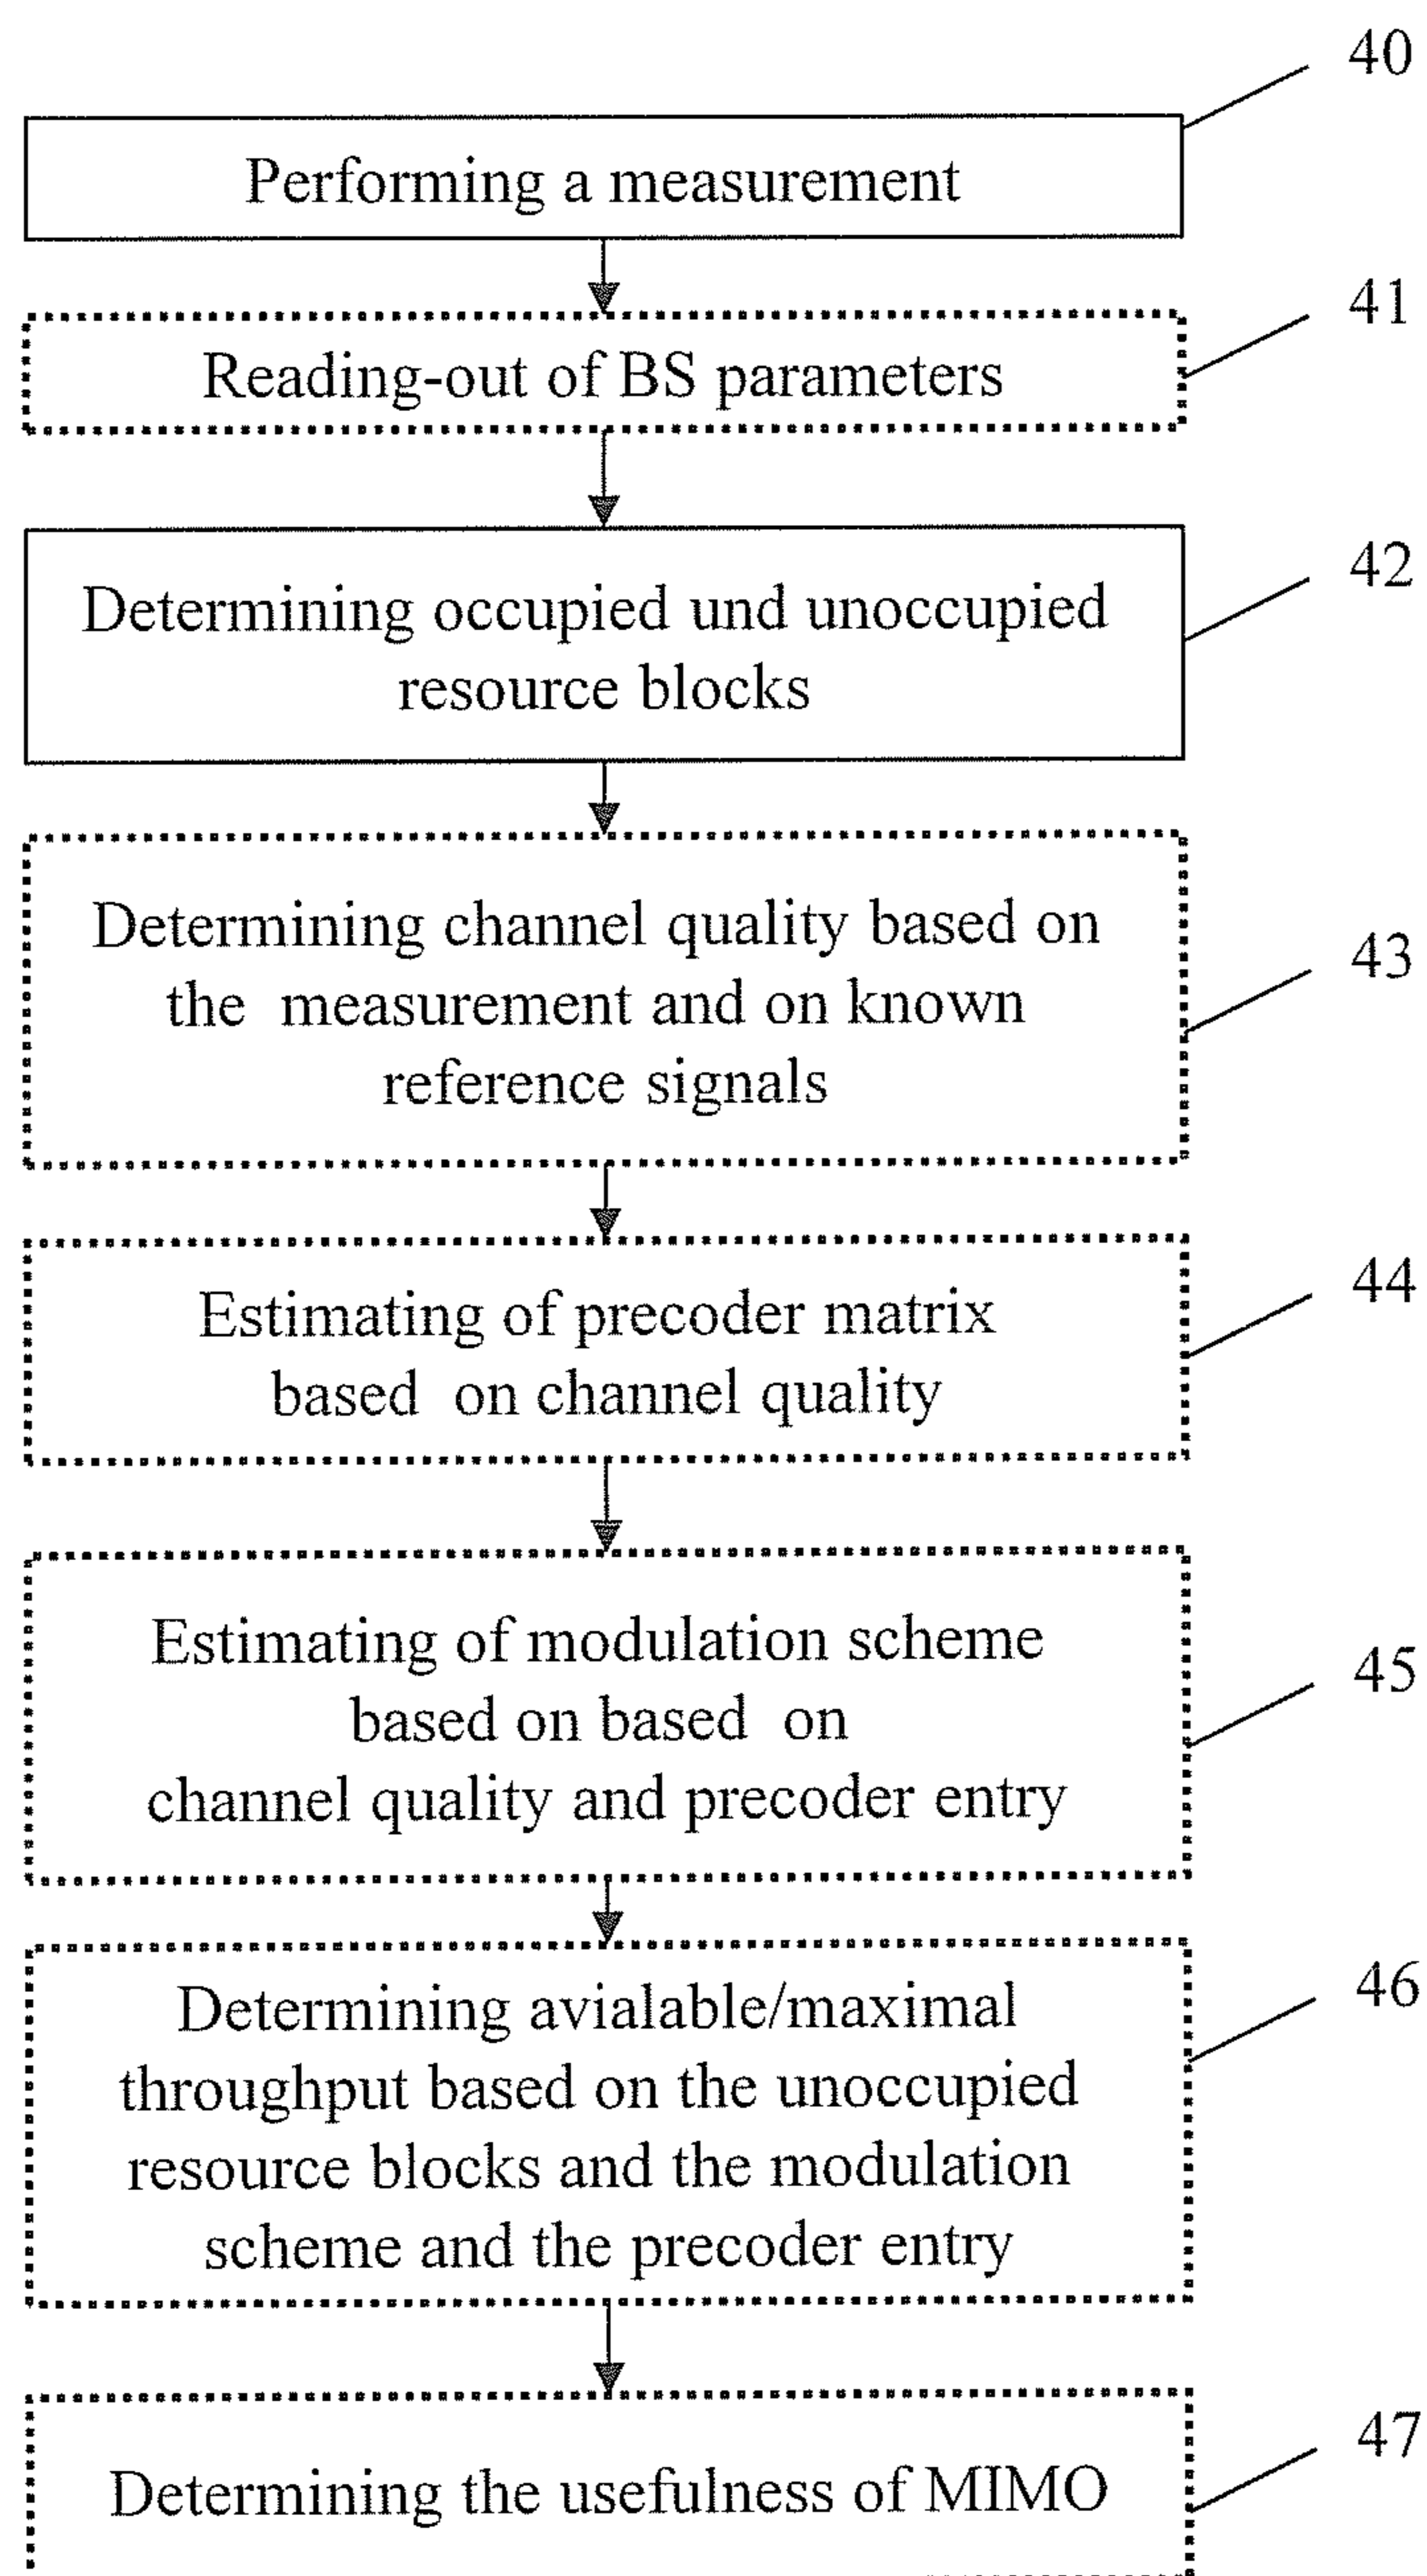 40
Performing a measurement
41
Reading-out of BS parameters
42
Determining occupied und unoccupied
resource blocks
43
Determining channel quality based on
the measurement and on known
reference signals
44
Estimating of precoder matrix
based on channel quality
45
Estimating of modulation scheme
based on based on
channel quality and precoder entry
46
Determining avialable/maximal
throughput based on the unoccupied
resource blocks and the modulation
scheme and the precoder entry
47
Determining the usefulness of MIMO